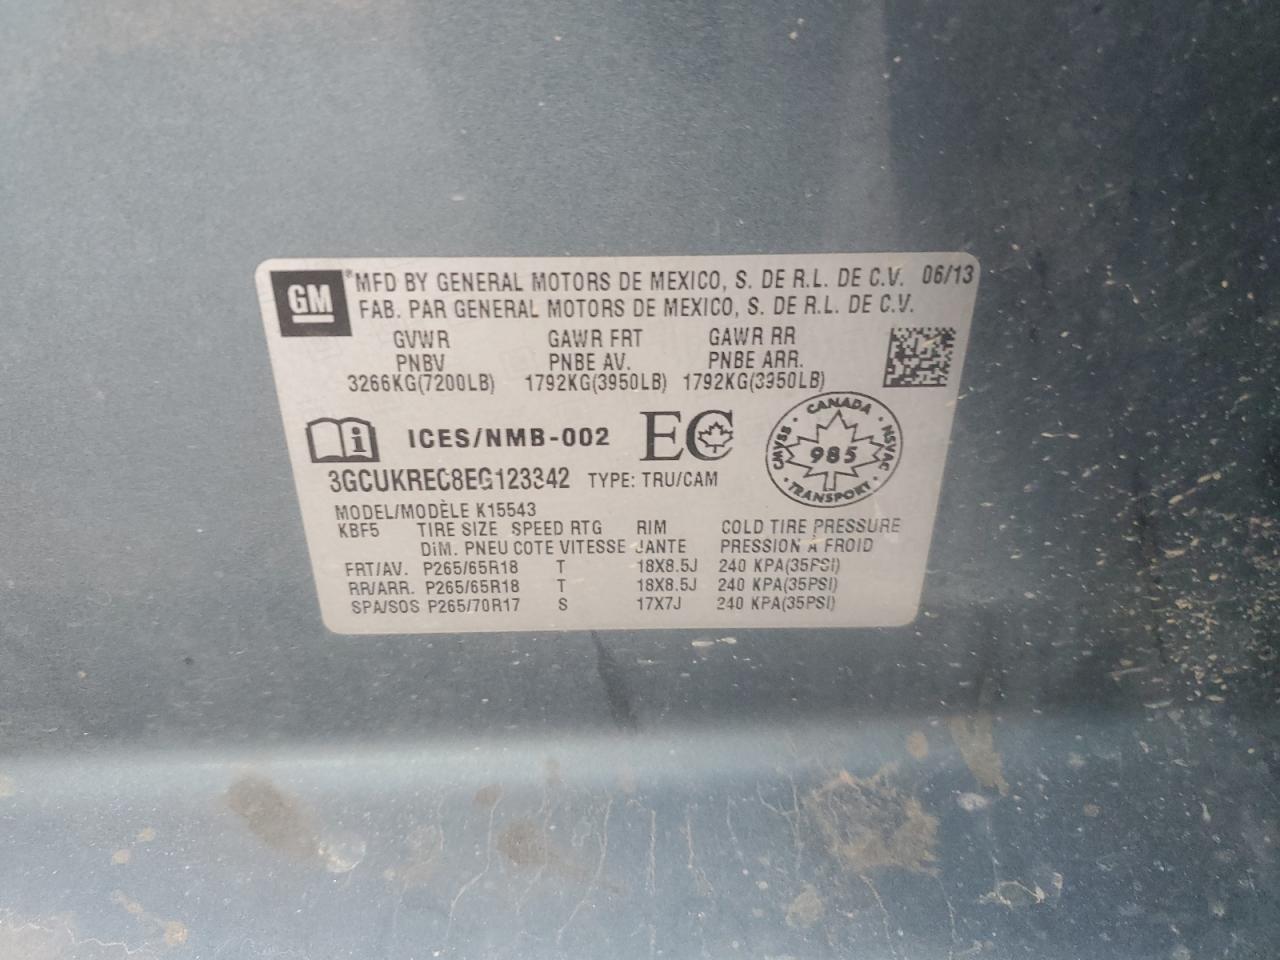 GM ® MFD BY GENERAL MOTORS DE MEXICO, S. DE R.L. DE C.V. 06/13
FAB. PAR GENERAL MOTORS DE MEXICO, S. DE R.L. DE C.V.
GVWR GAWR FRT GAWR RR
PNBV PNBE AV. PNBE ARR.
3266KG(7200LB) 1792KG(3950LB) 1792KG(3950LB)
i ICES/NMB-002 EC
CANADA
CMVSS 985 NSVAC
TRANSPORT
3GCUKREC8EG123342 TYPE: TRU/CAM
MODEL/MODÈLE K15543
KBF5 TIRE SIZE SPEED RTG RIM COLD TIRE PRESSURE
DIM. PNEU COTE VITESSE JANTE PRESSION À FROID
FRT/AV. P265/65R18 T 18X8.5J 240 KPA(35PSI)
RR/ARR. P265/65R18 T 18X8.5J 240 KPA(35PSI)
SPA/SOS P265/70R17 S 17X7J 240 KPA(35PSI)